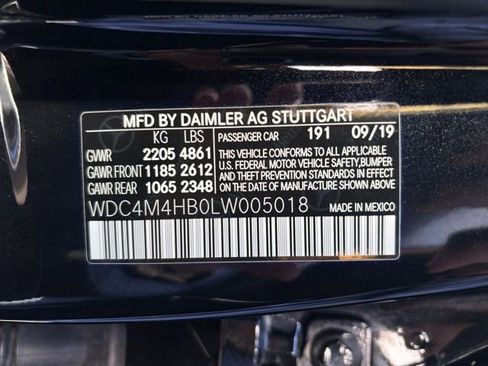 MFD BY DAIMLER AG STUTTGART
KG LBS PASSENGER CAR 191 09/19
GWR 2205 4861
GAWR FRONT 1185 2612
GAWR REAR 1065 2348
THIS VEHICLE CONFORMS TO ALL APPLICABLE
U.S. FEDERAL MOTOR VEHICLE SAFETY, BUMPER
AND THEFT PREVENTION STANDARDS
IN EFFECT ON THE DATE OF
MANUFACTURE SHOWN ABOVE.
WDC4M4HB0LW005018 MADE IN MEXICO